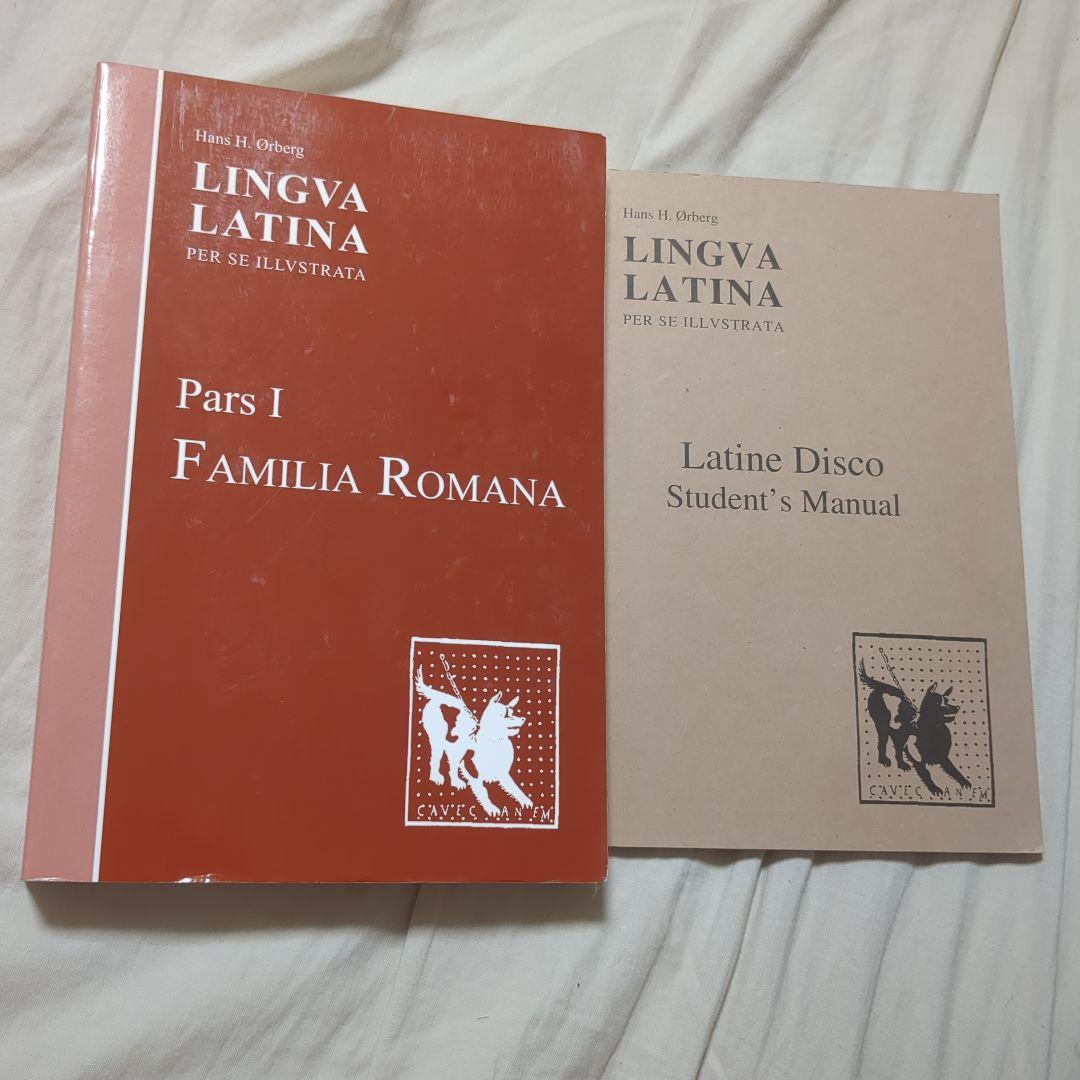 Hans H. Ørberg
LINGVA
LATINA
PER SE ILLVSTRATA
Pars I
FAMILIA ROMANA
CAVE CANEM
Hans H. Ørberg
LINGVA
LATINA
PER SE ILLVSTRATA
Latine Disco
Student's Manual
CAVE CANEM